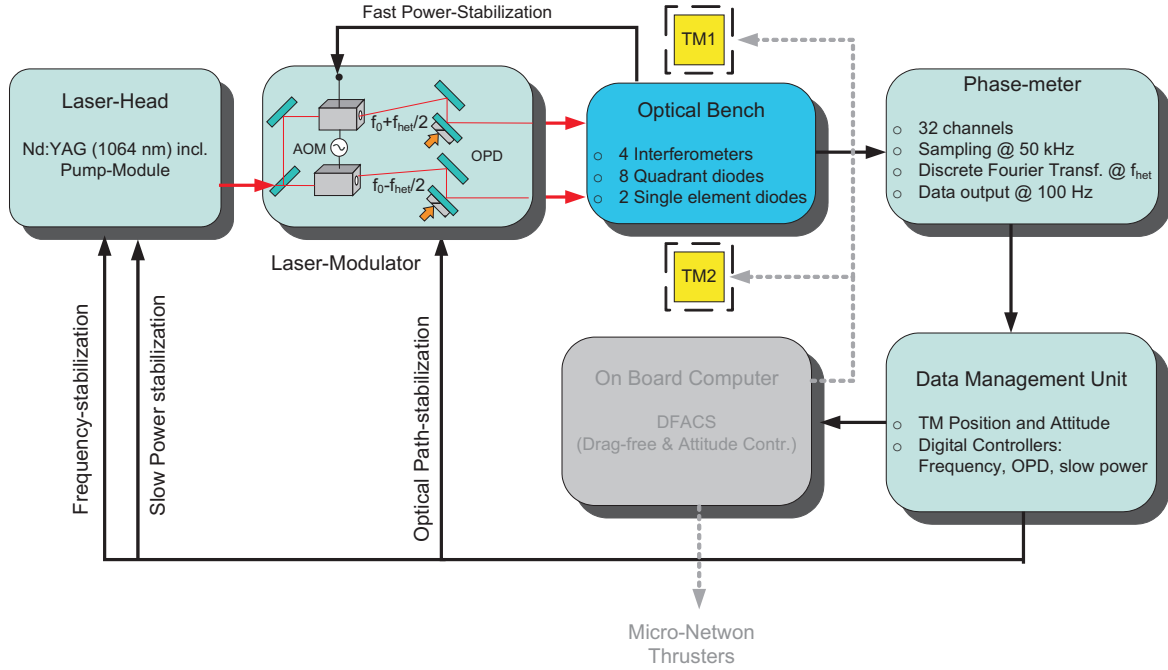 Fast Power-Stabilization
TM1
Laser-Head
Nd:YAG (1064 nm) incl.
Pump-Module
f₀+f_het/2
AOM
OPD
f₀-f_het/2
Laser-Modulator
Optical Bench
○ 4 Interferometers
○ 8 Quadrant diodes
○ 2 Single element diodes
Phase-meter
○ 32 channels
○ Sampling @ 50 kHz
○ Discrete Fourier Transf. @ f_het
○ Data output @ 100 Hz
TM2
Frequency-stabilization
Slow Power stabilization
Optical Path-stabilization
On Board Computer
DFACS
(Drag-free & Attitude Contr.)
Data Management Unit
○ TM Position and Attitude
○ Digital Controllers:
Frequency, OPD, slow power
Micro-Netwon
Thrusters